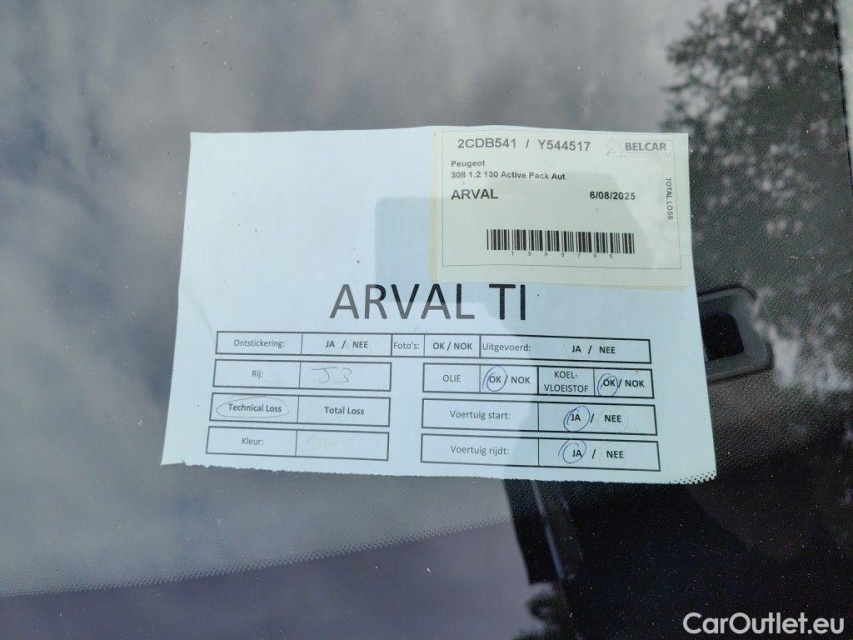 2CDB541 / Y544517 BELCAR
Peugeot
308 1.2 130 Active Pack Aut
ARVAL 6/08/2025
TOTAL LOSS
ARVAL TI
Ontstickering: JA / NEE Foto's: OK / NOK Uitgevoerd: JA / NEE
Rij: J3 OLIE OK / NOK KOEL-VLOEISTOF OK / NOK
Technical Loss Total Loss Voertuig start: JA / NEE
Kleur: Voertuig rijdt: JA / NEE
CarOutlet.eu